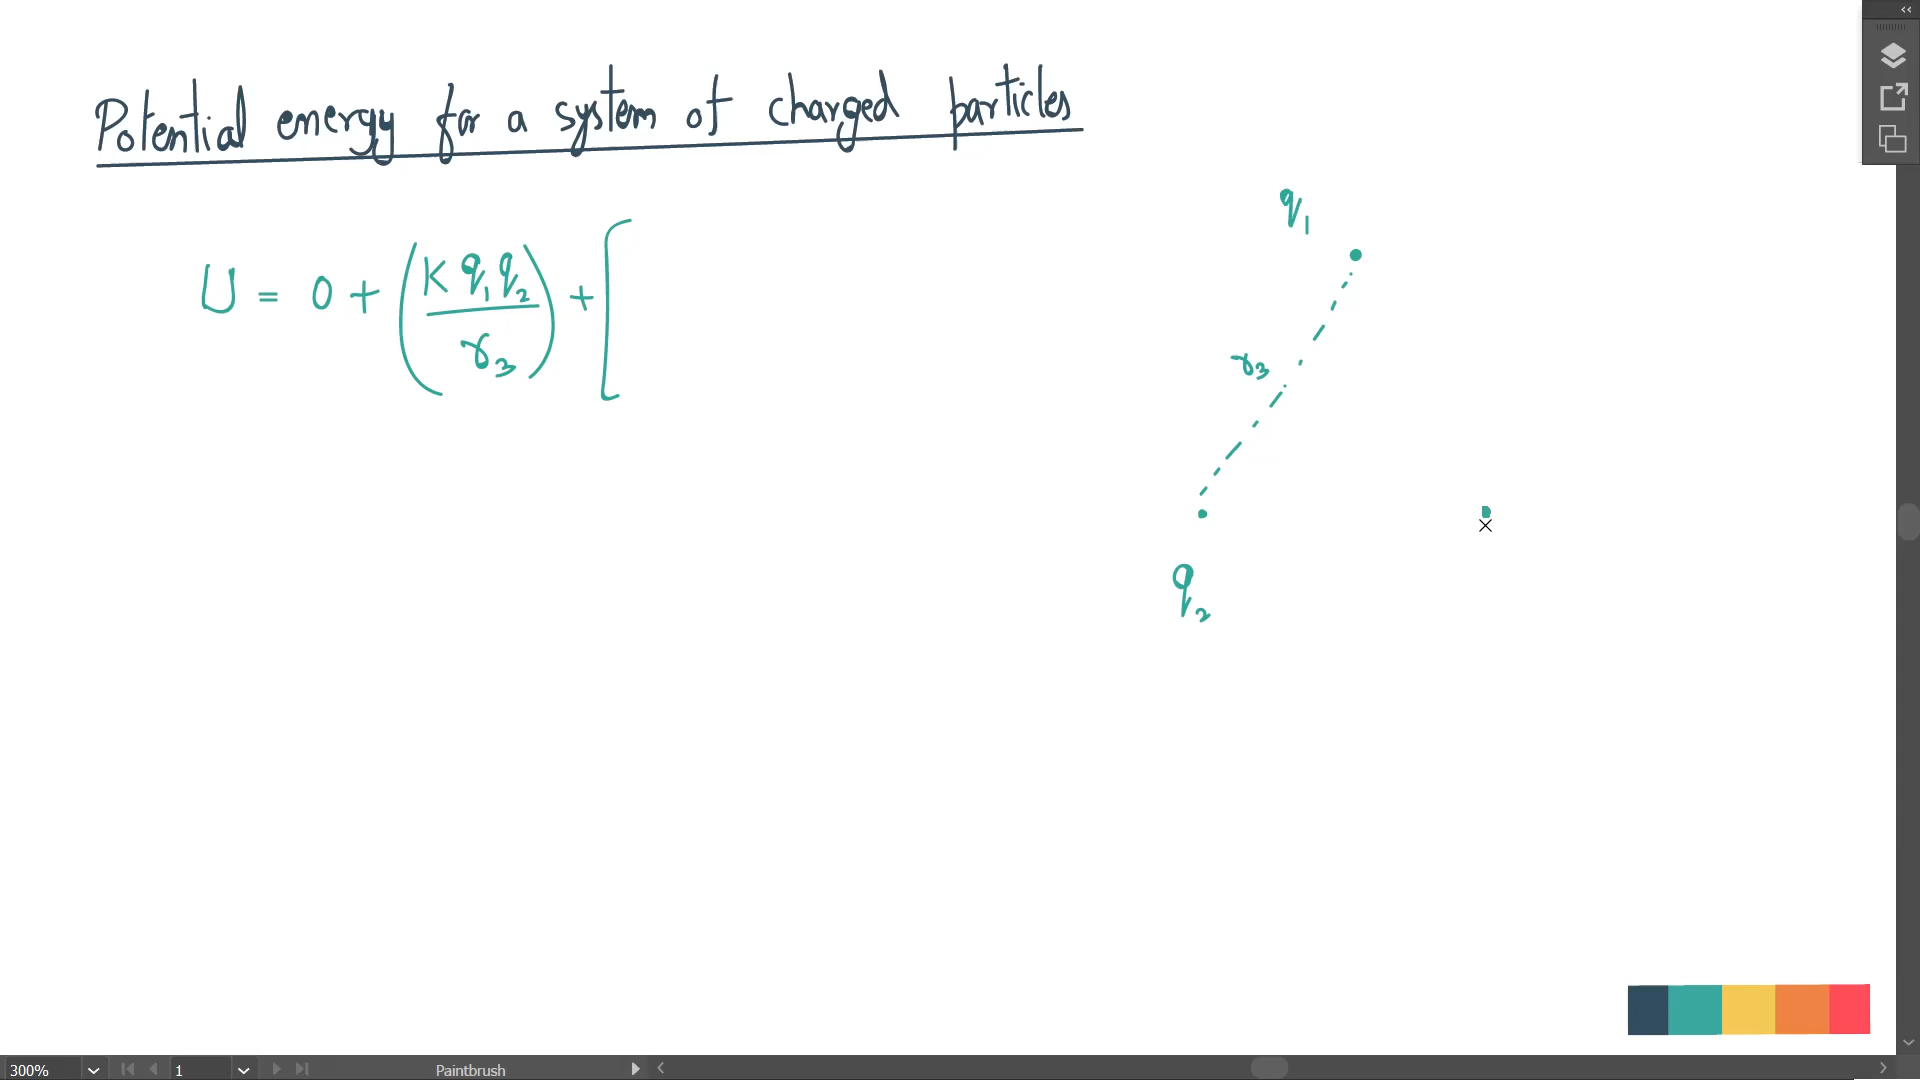 Potential energy for a system of charged particles
U = 0 + (K q₁ q₂ / r₃) + [
q₁
r₃
q₂
300%
1
Paintbrush